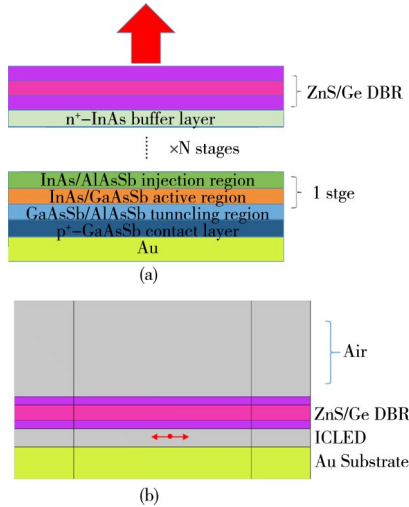 ZnS/Ge DBR
n+-InAs buffer layer
×N stages
InAs/AlAsSb injection region
InAs/GaAsSb active region
1 stge
GaAsSb/AlAsSb tunncling region
p+-GaAsSb contact layer
Au
(a)
Air
ZnS/Ge DBR
ICLED
Au Substrate
(b)